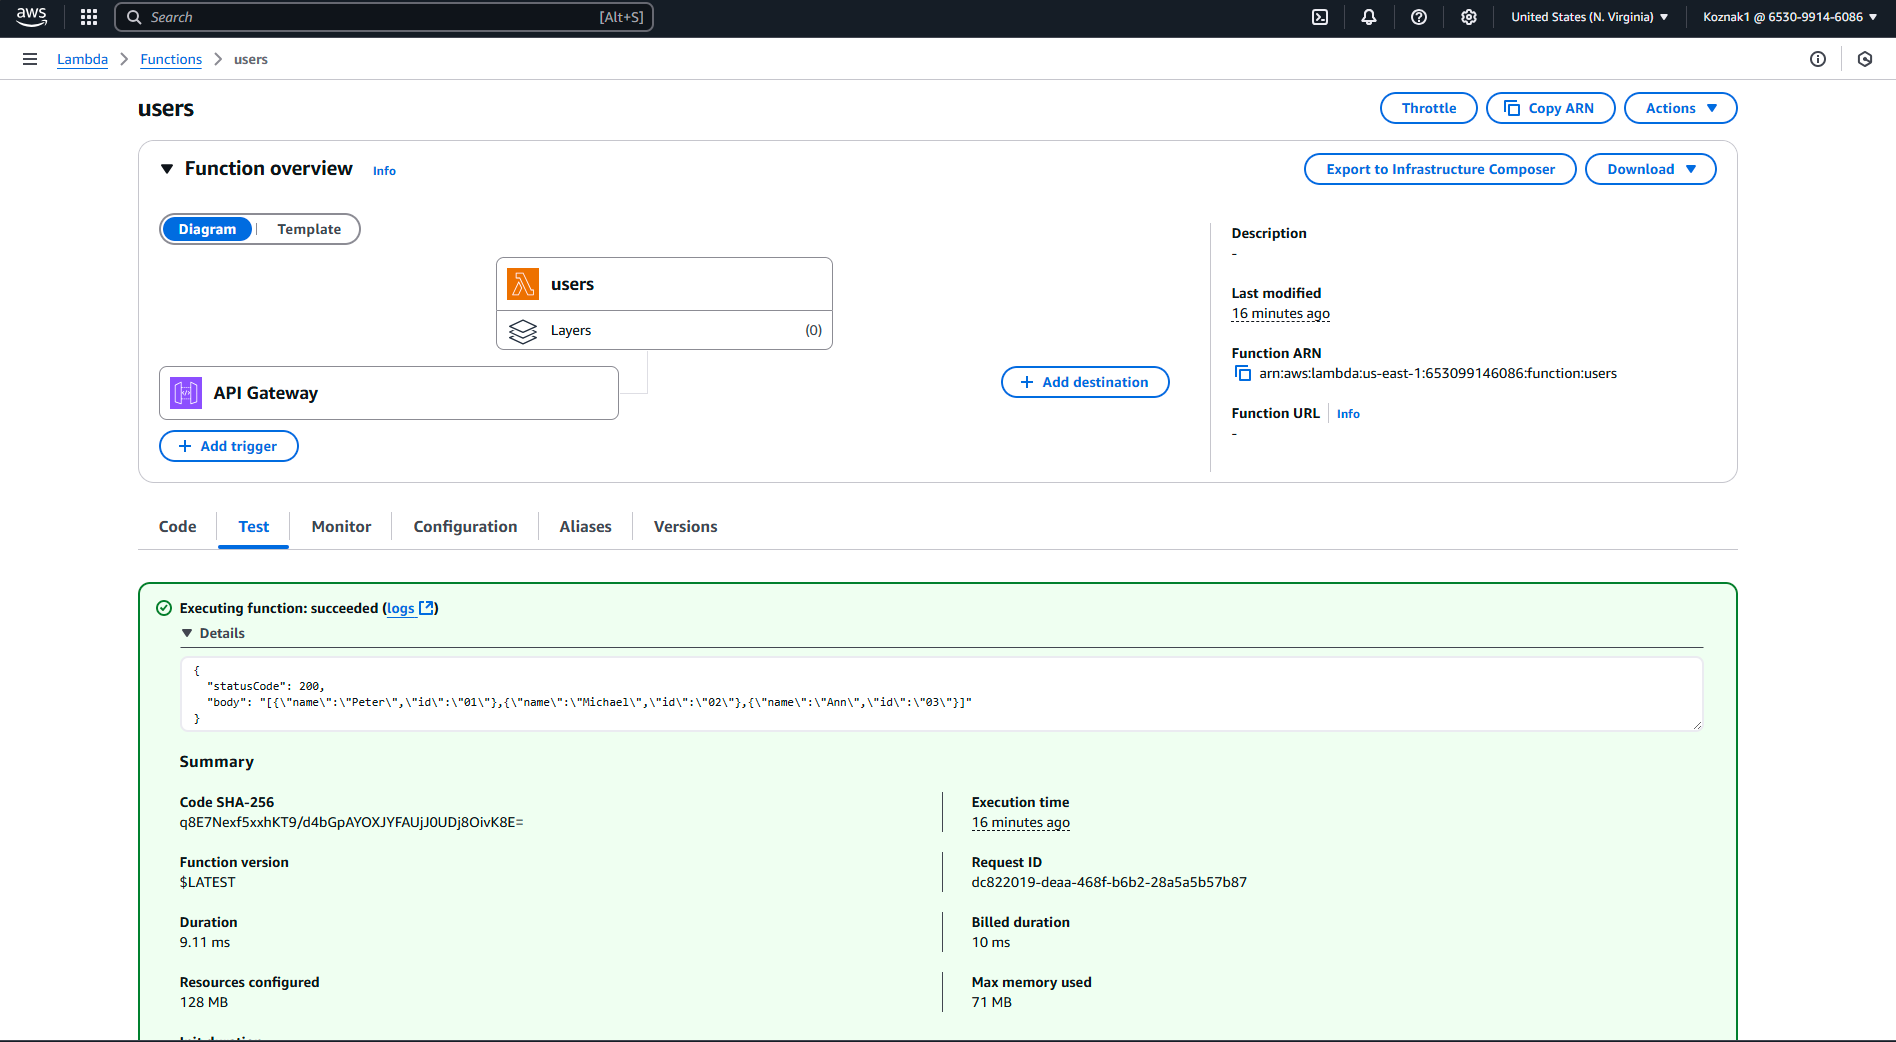 aws
Search [Alt+S]
United States (N. Virginia)
Koznak1 @ 6530-9914-6086
Lambda
Functions
users
users
Throttle
Copy ARN
Actions
Function overview
Info
Export to Infrastructure Composer
Download
Diagram
Template
users
Layers (0)
API Gateway
+ Add trigger
+ Add destination
Description
-
Last modified
16 minutes ago
Function ARN
arn:aws:lambda:us-east-1:653099146086:function:users
Function URL
Info
-
Code
Test
Monitor
Configuration
Aliases
Versions
Executing function: succeeded (logs)
Details
{
"statusCode": 200,
"body": "[{\"name\":\"Peter\",\"id\":\"01\"},{\"name\":\"Michael\",\"id\":\"02\"},{\"name\":\"Ann\",\"id\":\"03\"}]"
}
Summary
Code SHA-256
q8E7Nexf5xxhKT9/d4bGpAYOXJYFAUjJ0UDj8OivK8E=
Execution time
16 minutes ago
Function version
$LATEST
Request ID
dc822019-deaa-468f-b6b2-28a5a5b57b87
Duration
9.11 ms
Billed duration
10 ms
Resources configured
128 MB
Max memory used
71 MB